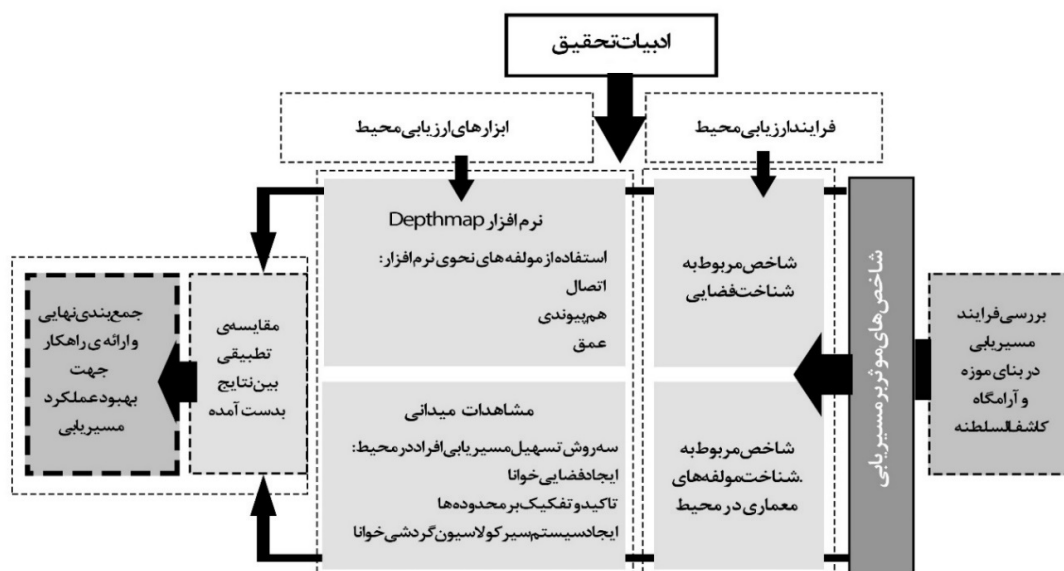 ادبیات تحقیق
فرایند ارزیابی محیط
ابزارهای ارزیابی محیط
بررسی فرایند
مسیریابی
در بنای موزه
و آرامگاه
کاشف‌السلطنه
شاخص‌های موثر بر مسیریابی
شاخص مربوط به
شناخت فضایی
شاخص مربوط به
شناخت مولفه‌های.
معماری در محیط
نرم افزار Depthmap
استفاده از مولفه های نحوی نرم افزار:
اتصال
هم‌پیوندی
عمق
مشاهدات میدانی
سه روش تسهیل مسیریابی افراد در محیط:
ایجاد فضایی خوانا
تاکید و تفکیک بر محدوده‌ها
ایجاد سیستم سیرکولاسیون گردشی خوانا
مقایسه‌ی
تطبیقی
بین نتایج
بدست آمده
جمع‌بندی نهایی
و ارائه ی راهکار
جهت
بهبود عملکرد
مسیریابی